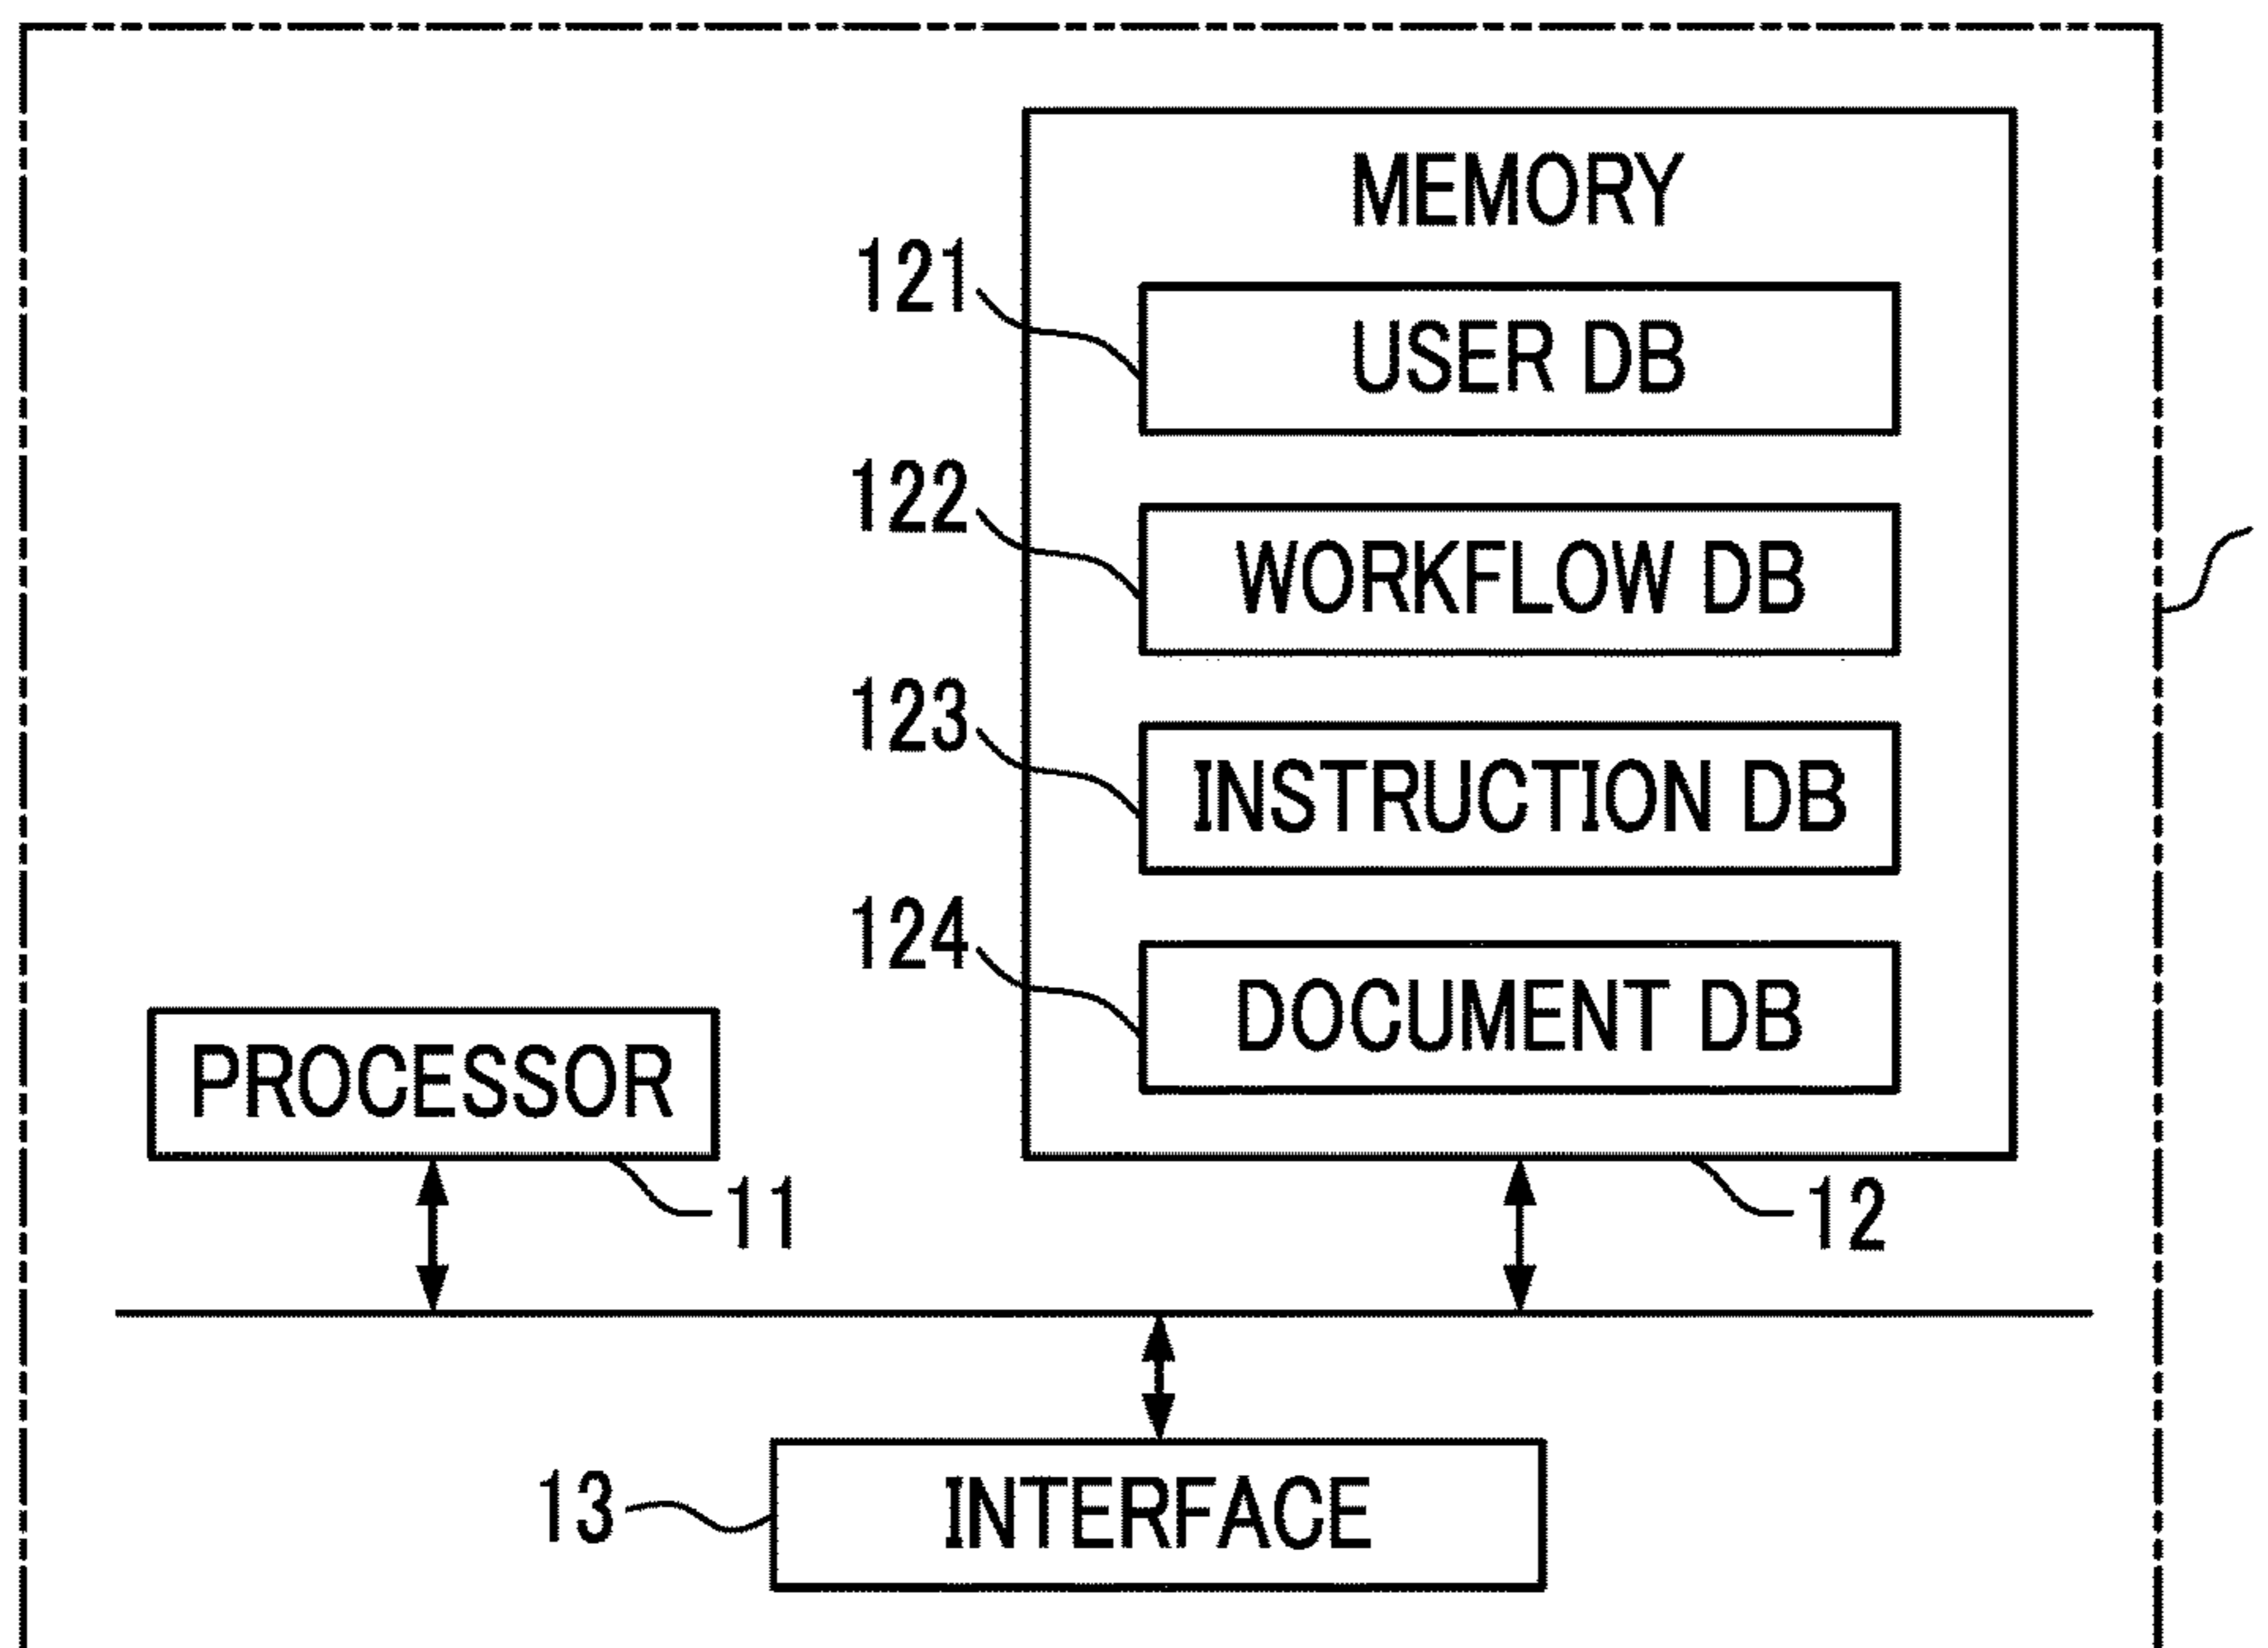 MEMORY
121
USER DB
122
WORKFLOW DB
123
INSTRUCTION DB
124
DOCUMENT DB
PROCESSOR
11
12
13
INTERFACE